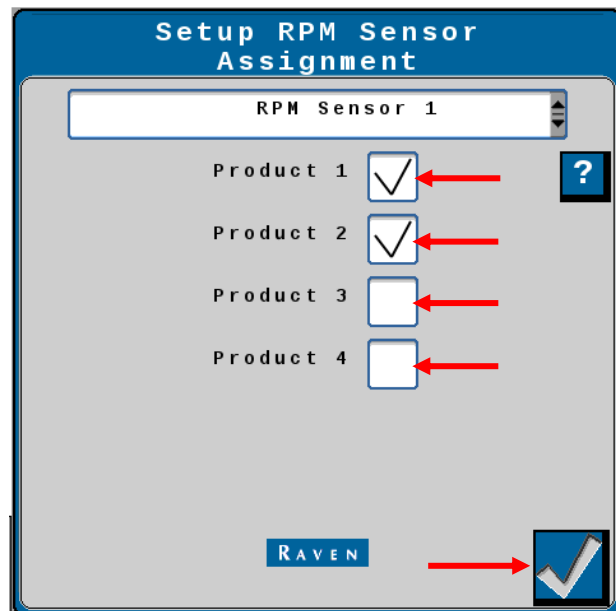 Setup RPM Sensor
Assignment
RPM Sensor 1
Product 1
?
Product 2
Product 3
Product 4
RAVEN